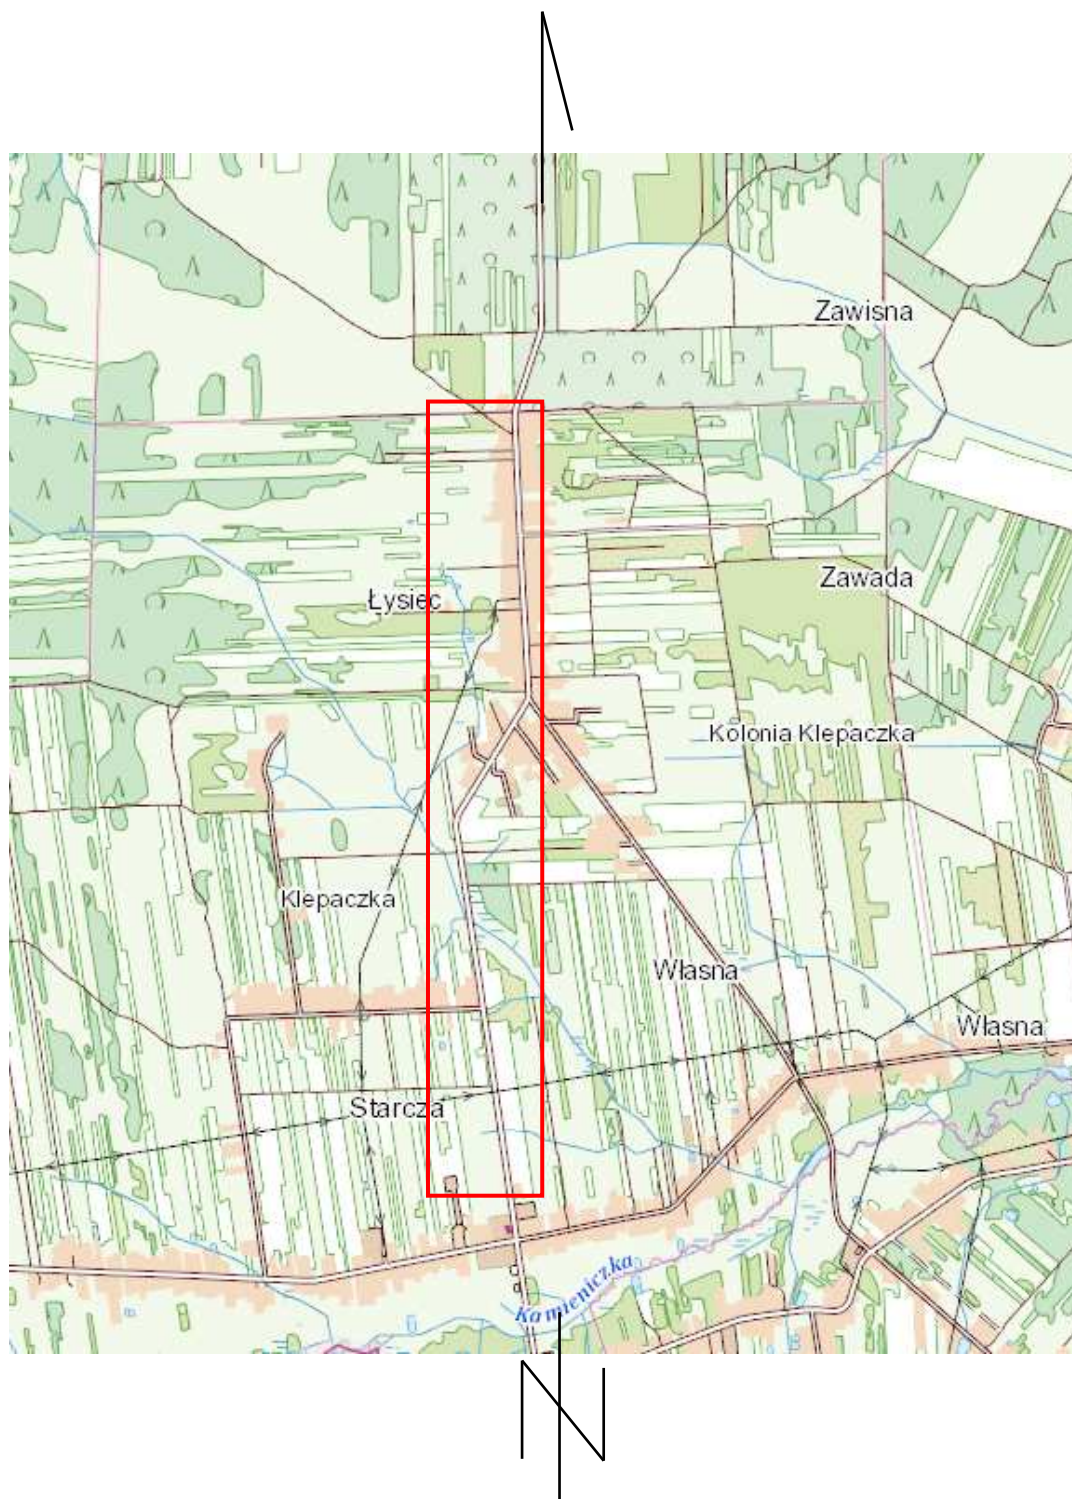 Zawisna
Zawada
Łysiec
Kolonia Klepaczka
Klepaczka
Własna
Własna
Starcza
Kamieniczka
N